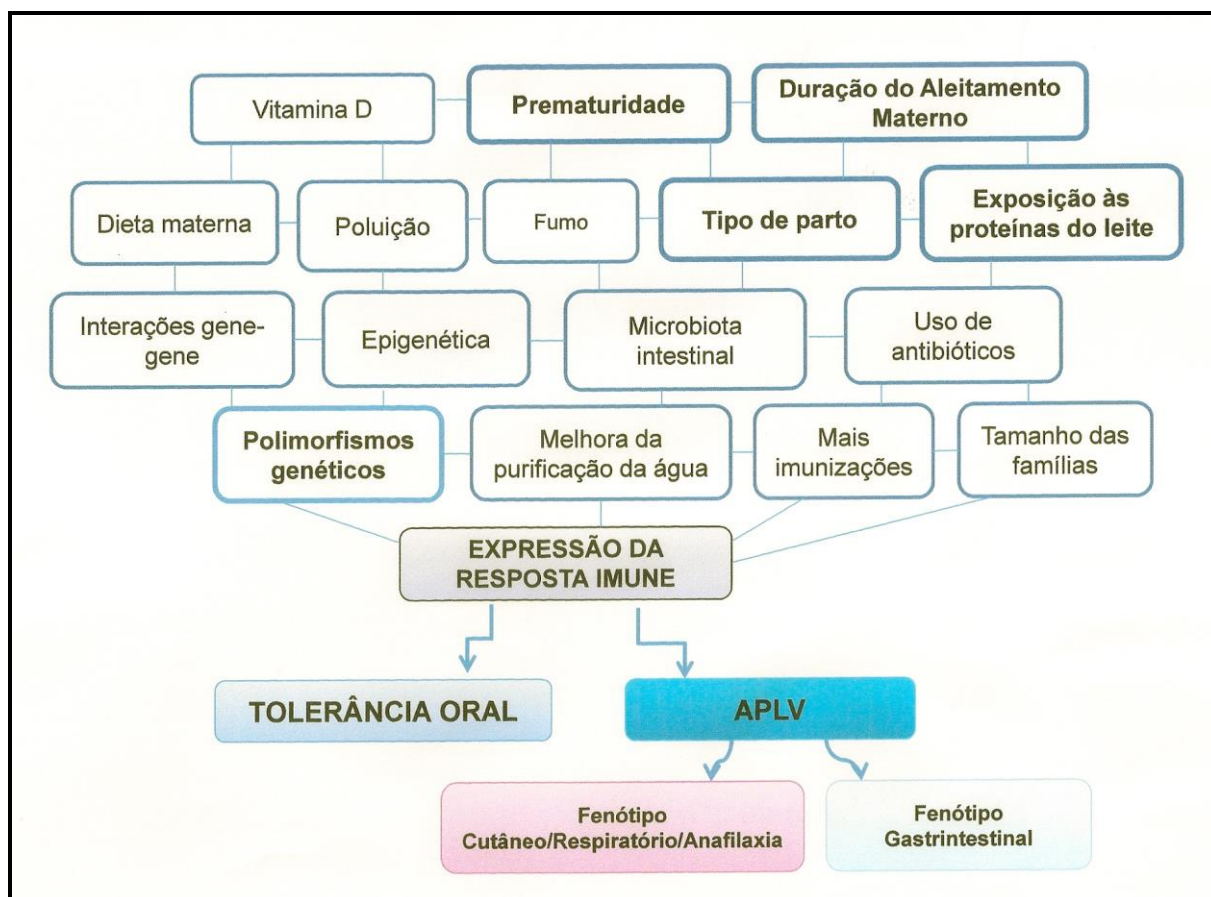 Vitamina D
Prematuridade
Duração do Aleitamento
Materno
Dieta materna
Poluição
Fumo
Tipo de parto
Exposição às
proteínas do leite
Interações gene-
gene
Epigenética
Microbiota
intestinal
Uso de
antibióticos
Polimorfismos
genéticos
Melhora da
purificação da água
Mais
imunizações
Tamanho das
famílias
EXPRESSÃO DA
RESPOSTA IMUNE
TOLERÂNCIA ORAL
APLV
Fenótipo
Cutâneo/Respiratório/Anafilaxia
Fenótipo
Gastrintestinal